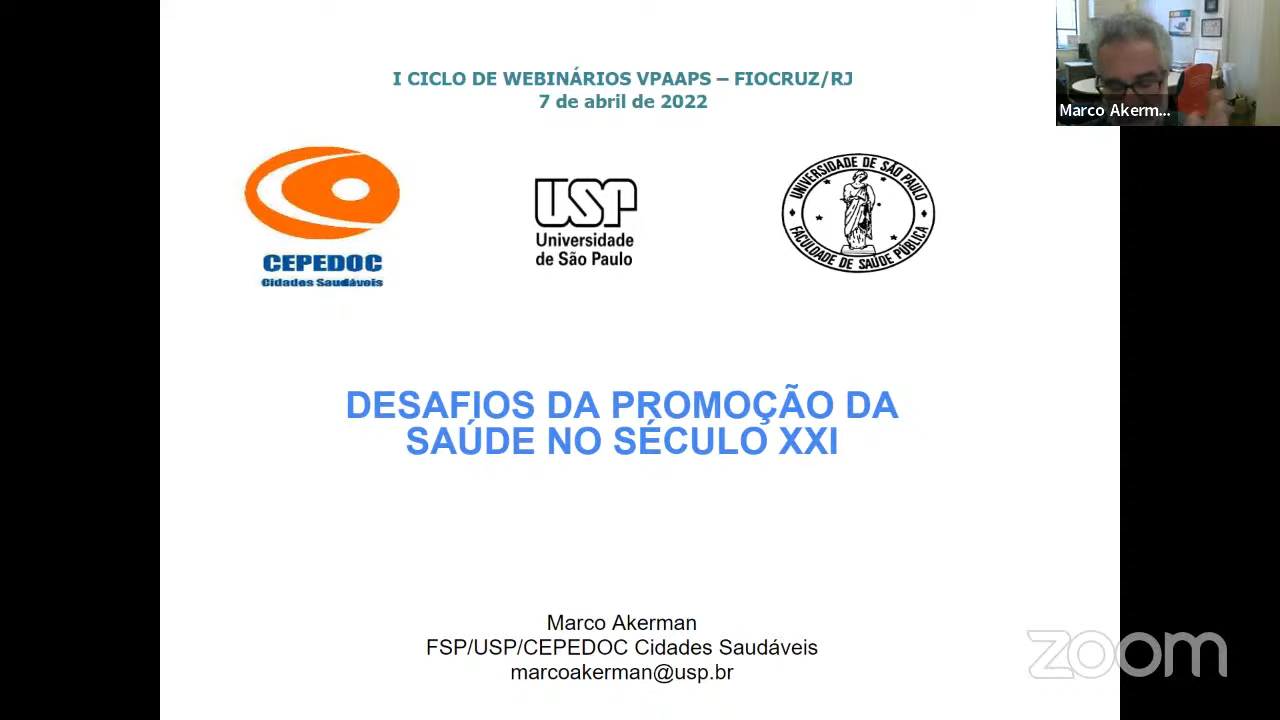 I CICLO DE WEBINÁRIOS VPAAPS – FIOCRUZ/RJ
7 de abril de 2022
Marco Akerm...
CEPEDOC
Cidades Saudáveis
USP
Universidade
de São Paulo
UNIVERSIDADE DE SÃO PAULO
FACULDADE DE SAÚDE PÚBLICA
DESAFIOS DA PROMOÇÃO DA
SAÚDE NO SÉCULO XXI
Marco Akerman
FSP/USP/CEPEDOC Cidades Saudáveis
marcoakerman@usp.br
zoom